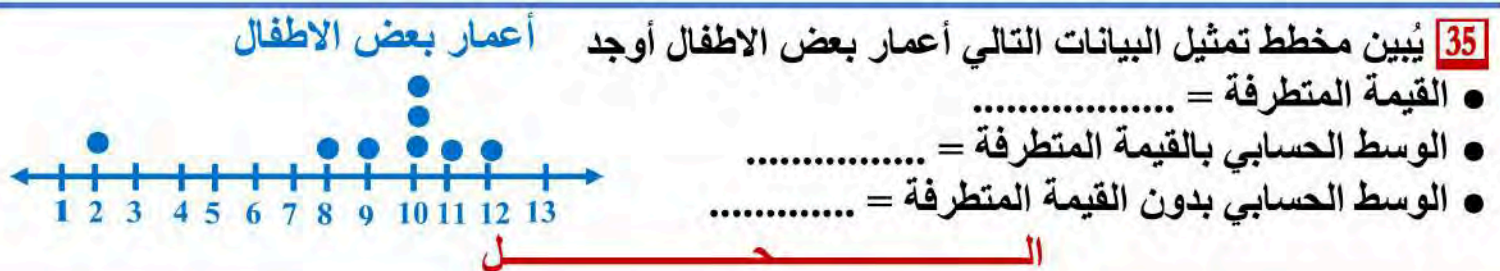 35 يُبين مخطط تمثيل البيانات التالي أعمار بعض الاطفال أوجد
أعمار بعض الاطفال
● القيمة المتطرفة = ..................
● الوسط الحسابي بالقيمة المتطرفة = ................
● الوسط الحسابي بدون القيمة المتطرفة = .............
1 2 3 4 5 6 7 8 9 10 11 12 13
الـــــــــــــحـــــــــــــل